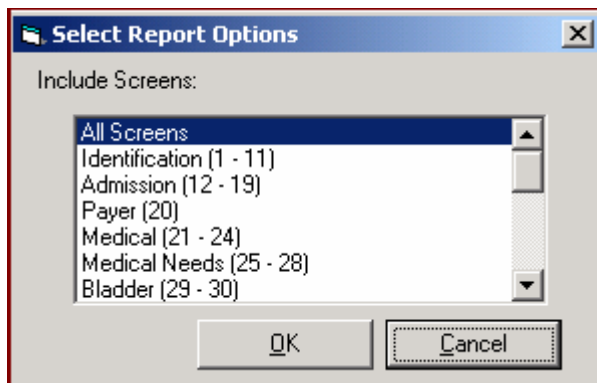 Select Report Options
Include Screens:
All Screens
Identification (1 - 11)
Admission (12 - 19)
Payer (20)
Medical (21 - 24)
Medical Needs (25 - 28)
Bladder (29 - 30)
OK Cancel